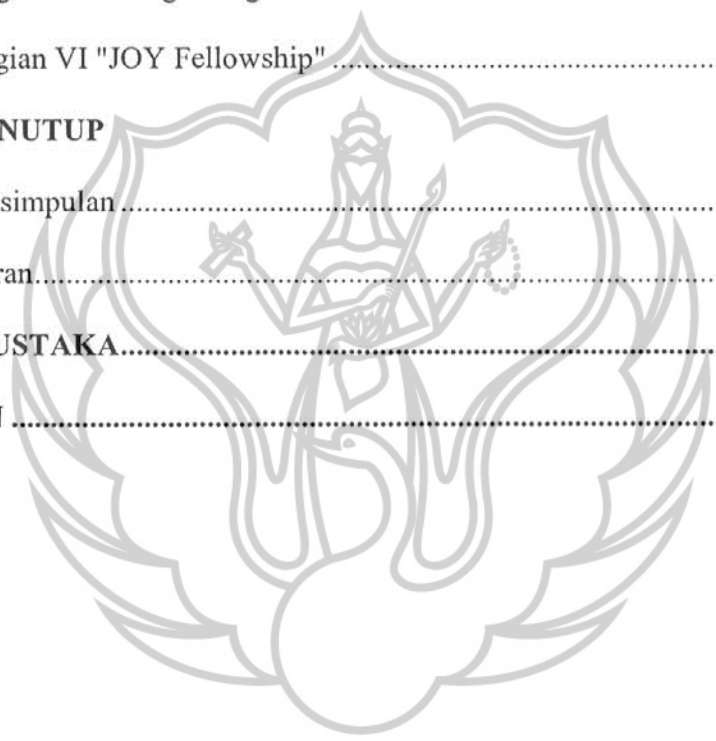 gian VI "JOY Fellowship" ........................................................
NUTUP
simpulan ........................................................
ran........................................................
USTAKA........................................................
........................................................